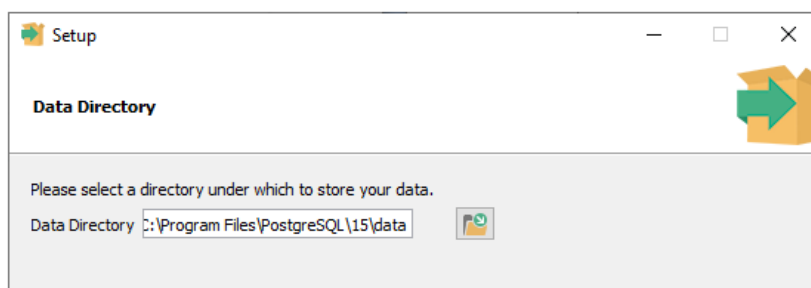 Setup
Data Directory
Please select a directory under which to store your data.
Data Directory C:\Program Files\PostgreSQL\15\data